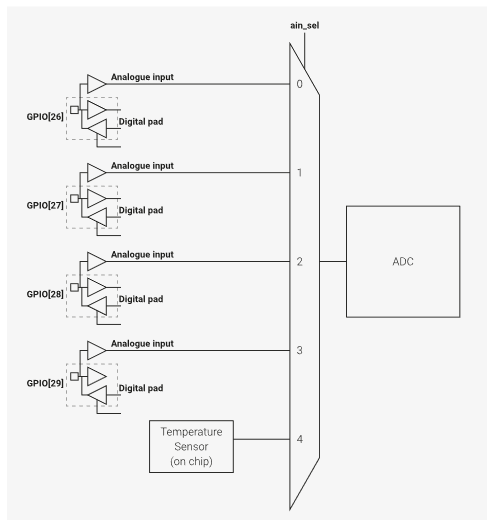 ain_sel
Analogue input
0
GPIO[26]
Digital pad
Analogue input
1
GPIO[27]
Digital pad
Analogue input
2
ADC
GPIO[28]
Digital pad
Analogue input
3
GPIO[29]
Digital pad
Temperature
Sensor
(on chip)
4